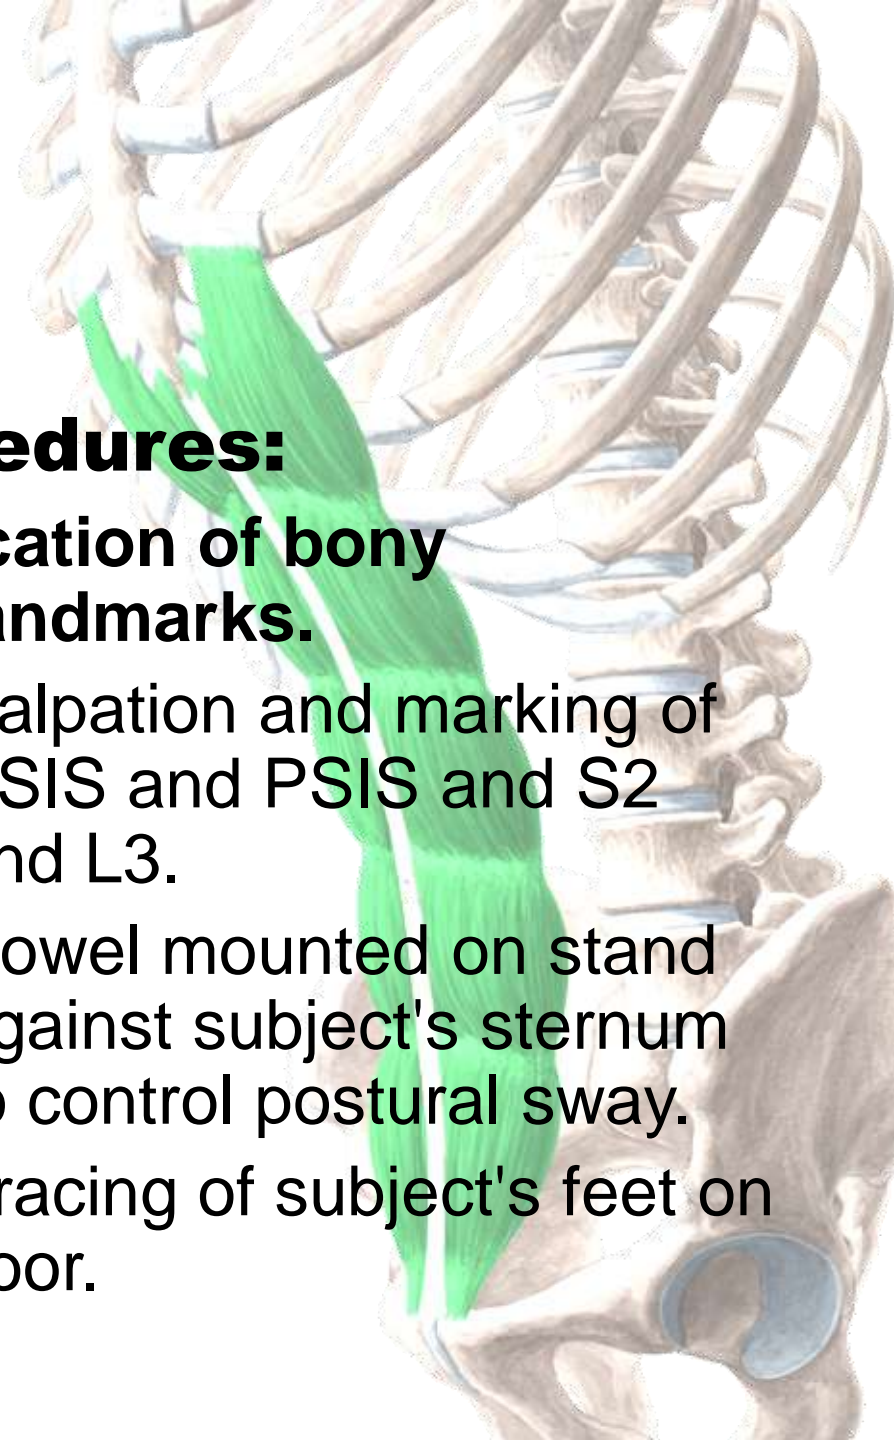 edures:
cation of bony
andmarks.
alpation and marking of
SIS and PSIS and S2
nd L3.
owel mounted on stand
gainst subject's sternum
o control postural sway.
racing of subject's feet on
oor.